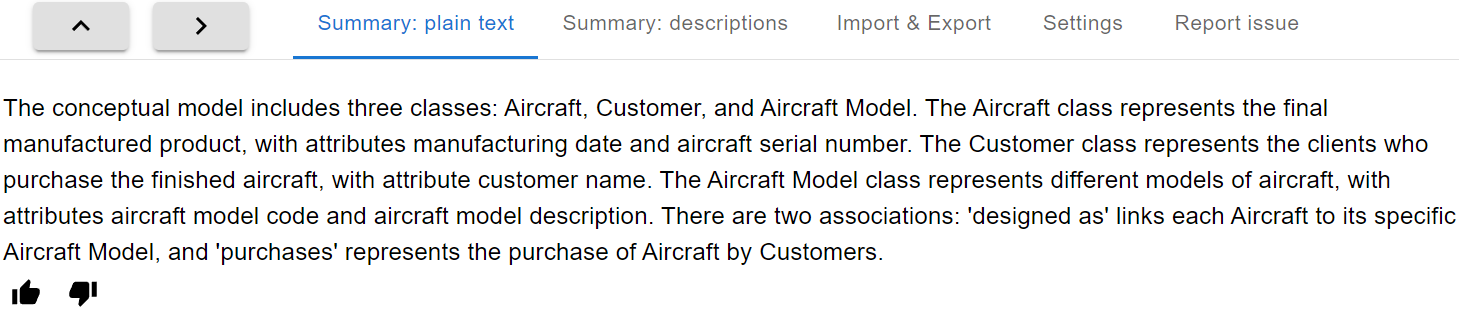 Summary: plain text Summary: descriptions Import & Export Settings Report issue
The conceptual model includes three classes: Aircraft, Customer, and Aircraft Model. The Aircraft class represents the final
manufactured product, with attributes manufacturing date and aircraft serial number. The Customer class represents the clients who
purchase the finished aircraft, with attribute customer name. The Aircraft Model class represents different models of aircraft, with
attributes aircraft model code and aircraft model description. There are two associations: 'designed as' links each Aircraft to its specific
Aircraft Model, and 'purchases' represents the purchase of Aircraft by Customers.